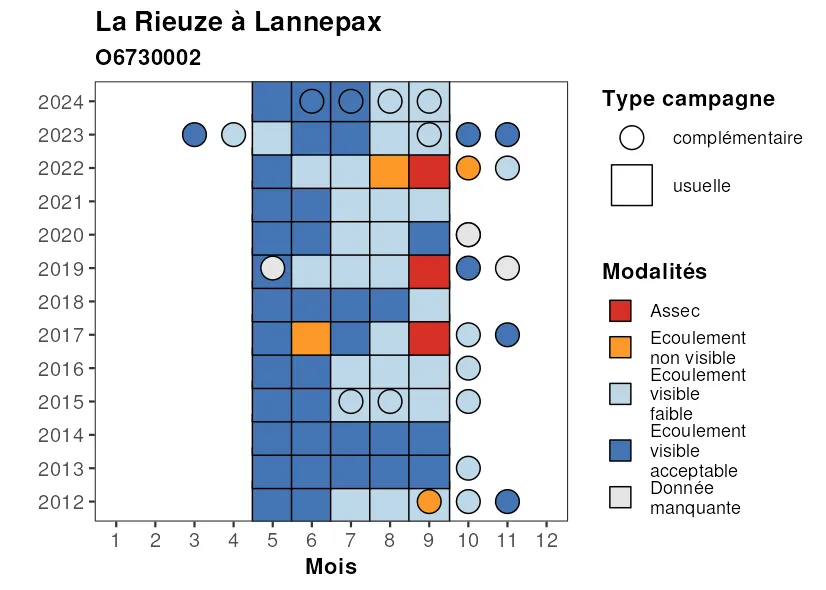 La Rieuze à Lannepax
O6730002
2024
2023
2022
2021
2020
2019
2018
2017
2016
2015
2014
2013
2012
1 2 3 4 5 6 7 8 9 10 11 12
Mois
Type campagne
complémentaire
usuelle
Modalités
Assec
Ecoulement
non visible
Ecoulement
visible
faible
Ecoulement
visible
acceptable
Donnée
manquante